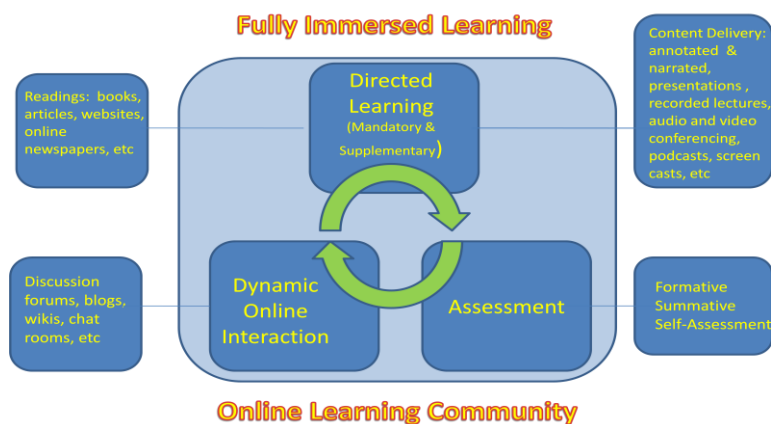 Fully Immersed Learning
Readings: books,
articles, websites,
online
newspapers, etc
Directed
Learning
(Mandatory &
Supplementary)
Content Delivery:
annotated &
narrated,
presentations ,
recorded lectures,
audio and video
conferencing,
podcasts, screen
casts, etc
Discussion
forums, blogs,
wikis, chat
rooms, etc
Dynamic
Online
Interaction
Assessment
Formative
Summative
Self-Assessment
Online Learning Community